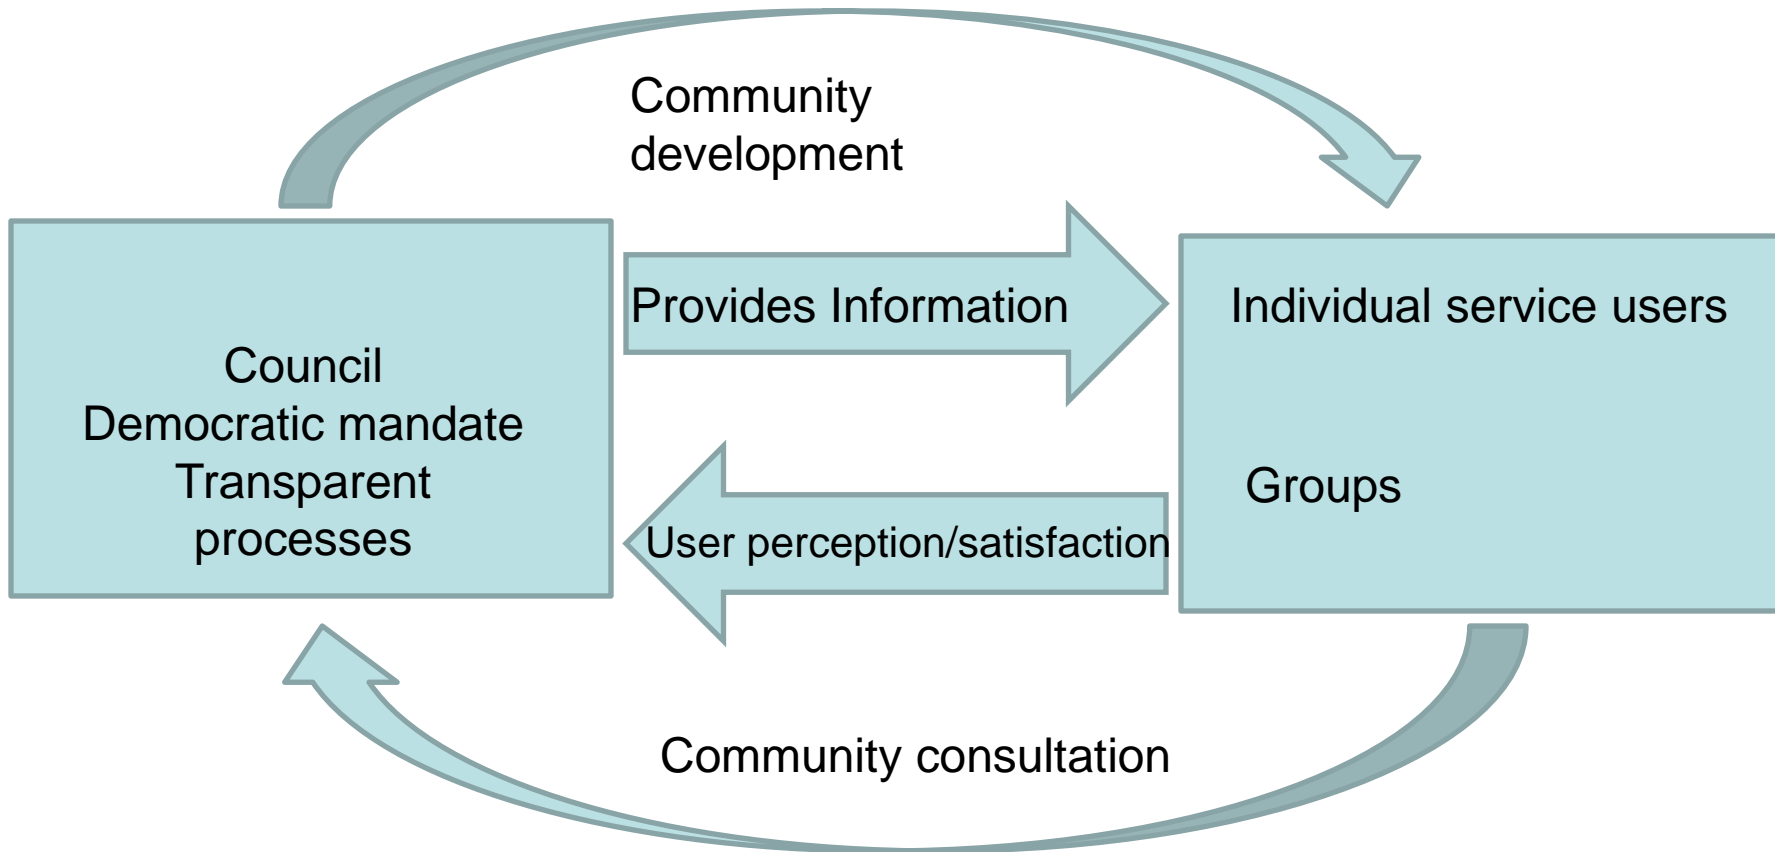 Community
development
Provides Information
Individual service users
Council
Democratic mandate
Transparent
processes
Groups
User perception/satisfaction
Community consultation